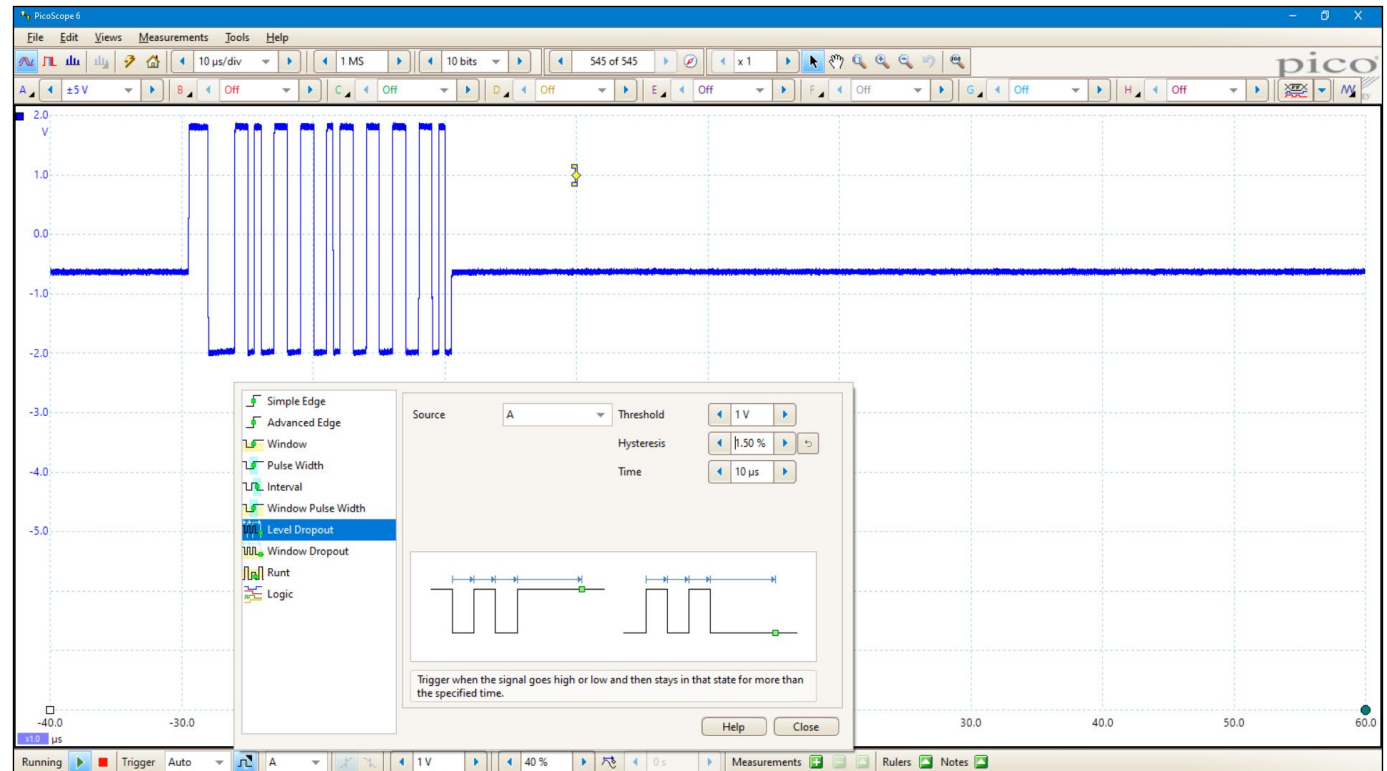 PicoScope 6
File Edit Views Measurements Tools Help
10 µs/div 1 MS 10 bits 545 of 545 x 1
pico
A ±5 V B Off C Off D Off E Off F Off G Off H Off
2.0
V
1.0
0.0
-1.0
-2.0
-3.0
-4.0
-5.0
Simple Edge
Advanced Edge
Window
Pulse Width
Interval
Window Pulse Width
Level Dropout
Window Dropout
Runt
Logic
Source A Threshold 1 V
Hysteresis 1.50 %
Time 10 µs
Trigger when the signal goes high or low and then stays in that state for more than
the specified time.
Help Close
-40.0 -30.0 30.0 40.0 50.0 60.0
x1.0 µs
Running Trigger Auto A 1 V 40 % 0 s Measurements Rulers Notes